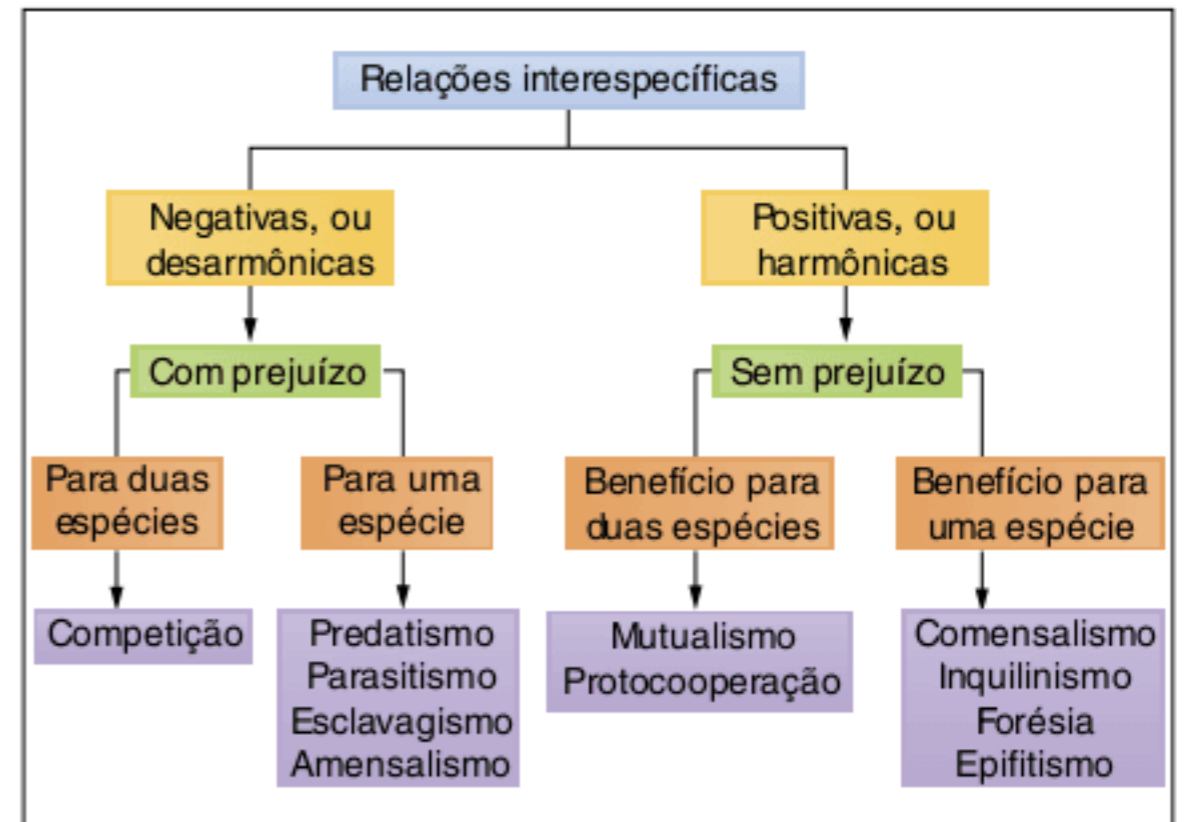 Relações interespecíficas
Negativas, ou
desarmônicas
Positivas, ou
harmônicas
Com prejuízo
Sem prejuízo
Para duas
espécies
Para uma
espécie
Benefício para
duas espécies
Benefício para
uma espécie
Competição
Predatismo
Parasitismo
Esclavagismo
Amensalismo
Mutualismo
Protocooperação
Comensalismo
Inquilinismo
Forésia
Epifitismo